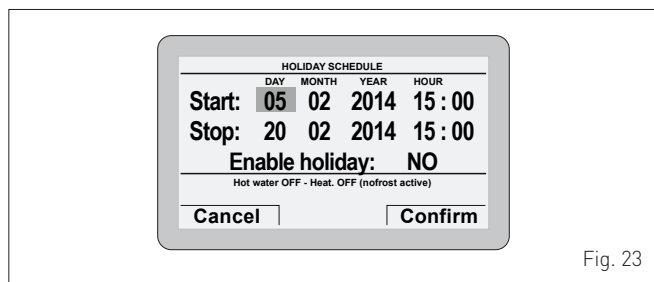 HOLIDAY SCHEDULE
DAY MONTH YEAR HOUR
Start: 05 02 2014 15 : 00
Stop: 20 02 2014 15 : 00
Enable holiday: NO
Hot water OFF - Heat. OFF (nofrost active)
Cancel Confirm
Fig. 23